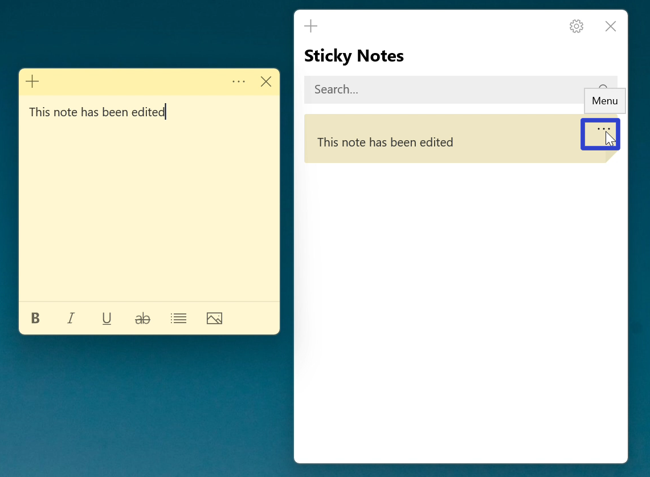 This note has been edited
B I U ab
Sticky Notes
Search...
Menu
This note has been edited